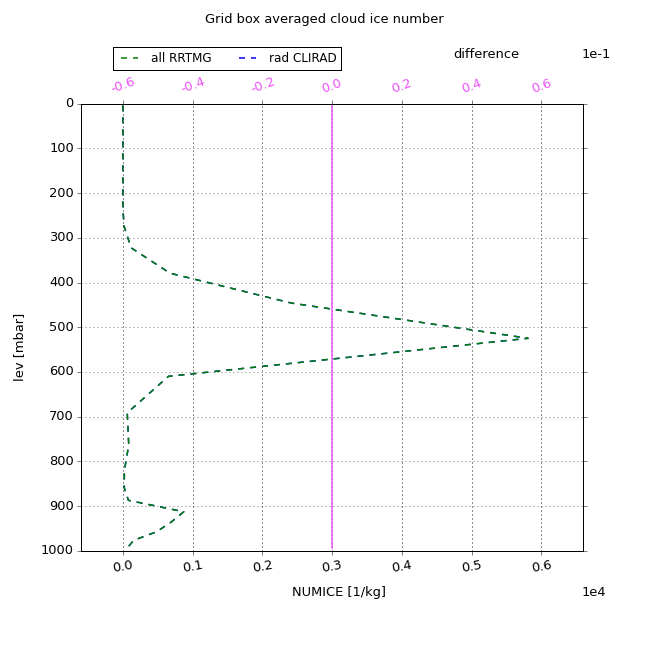 Grid box averaged cloud ice number
all RRTMG rad CLIRAD difference 1e-1
-0.6 -0.4 -0.2 0.0 0.2 0.4 0.6
0
100
200
300
400
500
600
700
800
900
1000
lev [mbar]
0.0 0.1 0.2 0.3 0.4 0.5 0.6
NUMICE [1/kg] 1e4